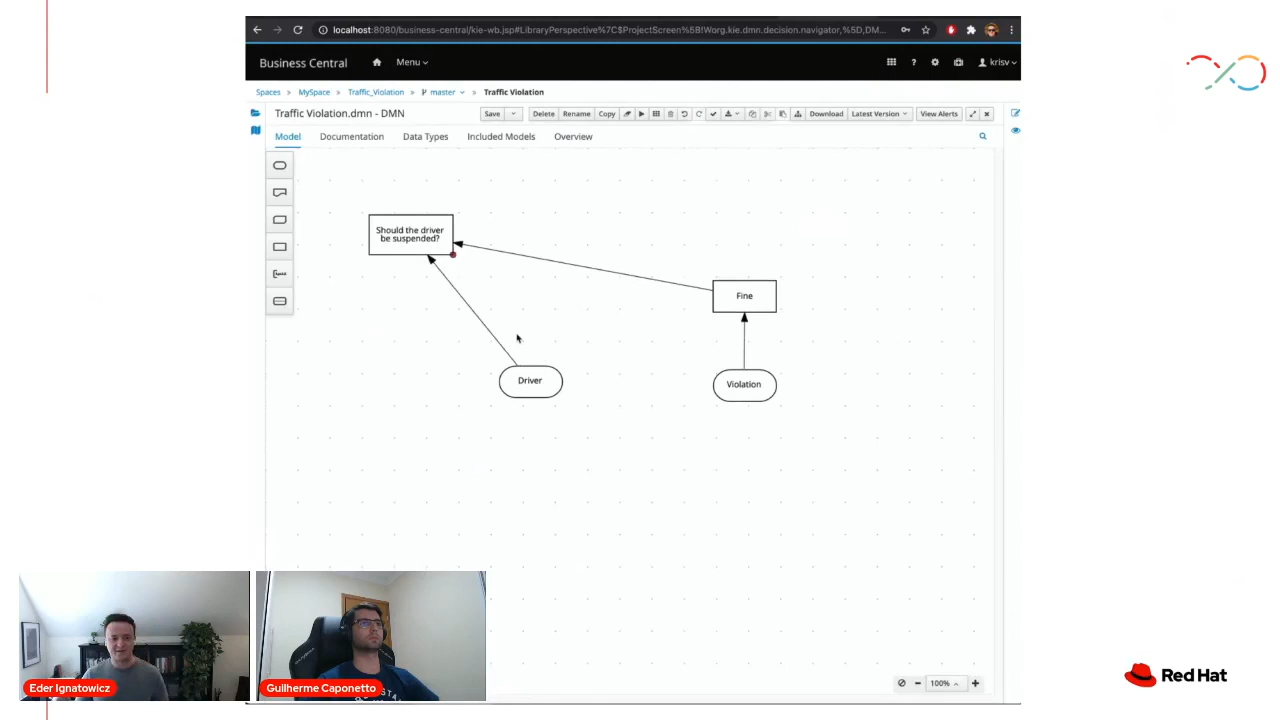 localhost:8080/business-central/kie-wb.jsp#LibraryPerspective%7C$ProjectScreen%5B!Worg.kie.dmn.decision.navigator,%5D,DM...
Business Central Menu ? krisv
Spaces » MySpace » Traffic_Violation » master » Traffic Violation
Traffic Violation.dmn - DMN Save Delete Rename Copy Download Latest Version View Alerts
Model Documentation Data Types Included Models Overview
Should the driver
be suspended?
Fine
Driver
Violation
100%
Eder Ignatowicz
Guilherme Caponetto
Red Hat